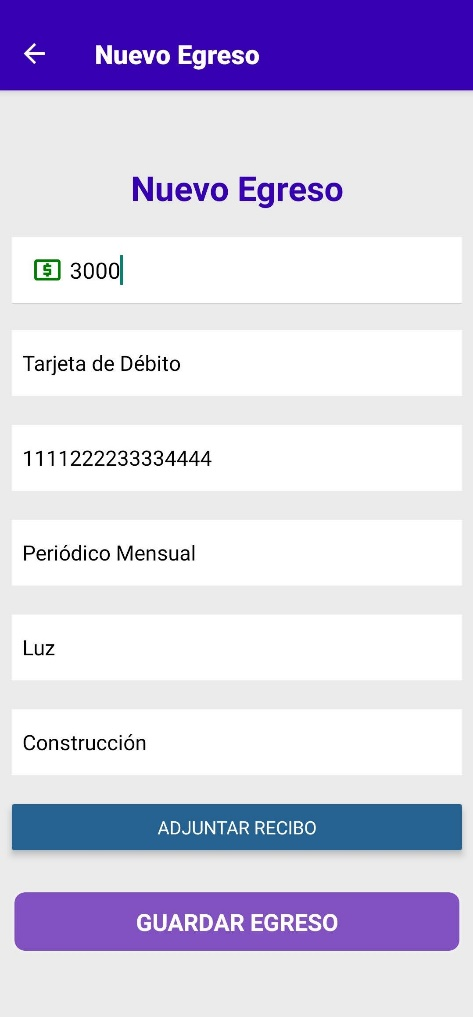 Nuevo Egreso
Nuevo Egreso
$ 3000
Tarjeta de Débito
1111222233334444
Periódico Mensual
Luz
Construcción
ADJUNTAR RECIBO
GUARDAR EGRESO